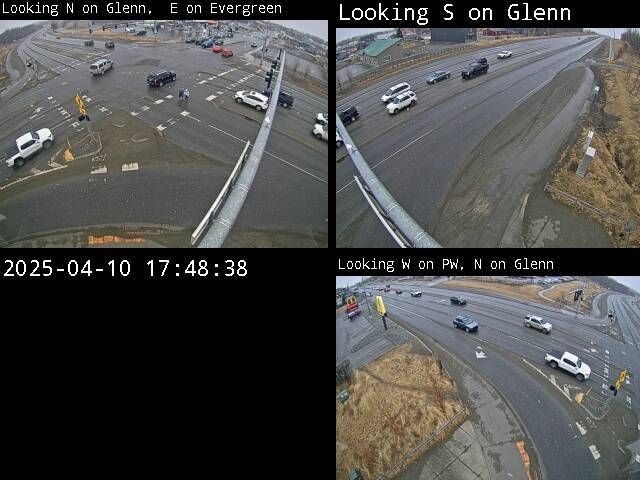 Looking N on Glenn,  E on Evergreen
Looking S on Glenn
2025-04-10 17:48:38
Looking W on PW, N on Glenn